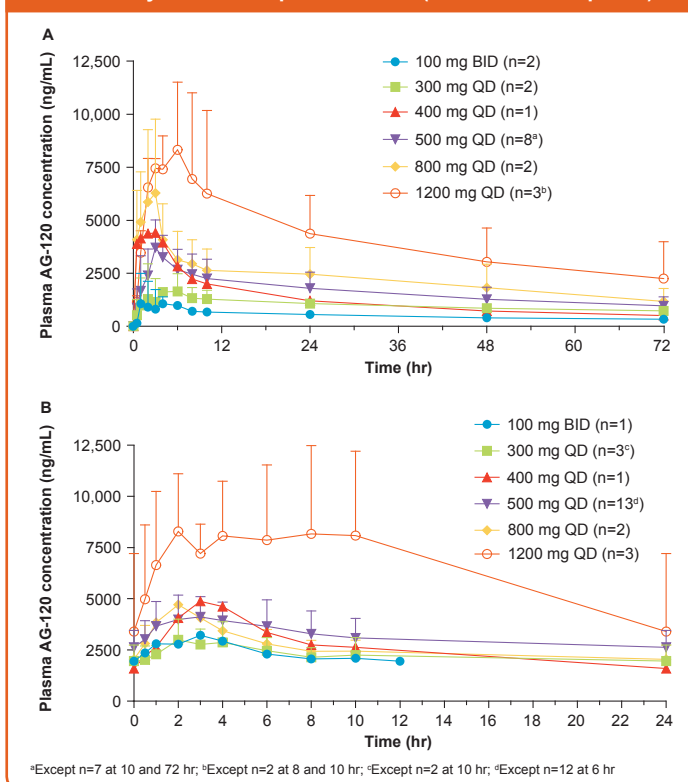 A
Plasma AG-120 concentration (ng/mL)
12,500
10,000
7500
5000
2500
0
100 mg BID (n=2)
300 mg QD (n=2)
400 mg QD (n=1)
500 mg QD (n=8ᵃ)
800 mg QD (n=2)
1200 mg QD (n=3ᵇ)
0 12 24 36 48 60 72
Time (hr)
B
Plasma AG-120 concentration (ng/mL)
12,500
10,000
7500
5000
2500
0
100 mg BID (n=1)
300 mg QD (n=3ᶜ)
400 mg QD (n=1)
500 mg QD (n=13ᵈ)
800 mg QD (n=2)
1200 mg QD (n=3)
0 2 4 6 8 10 12 14 16 18 20 22 24
Time (hr)
ᵃExcept n=7 at 10 and 72 hr; ᵇExcept n=2 at 8 and 10 hr; ᶜExcept n=2 at 10 hr; ᵈExcept n=12 at 6 hr